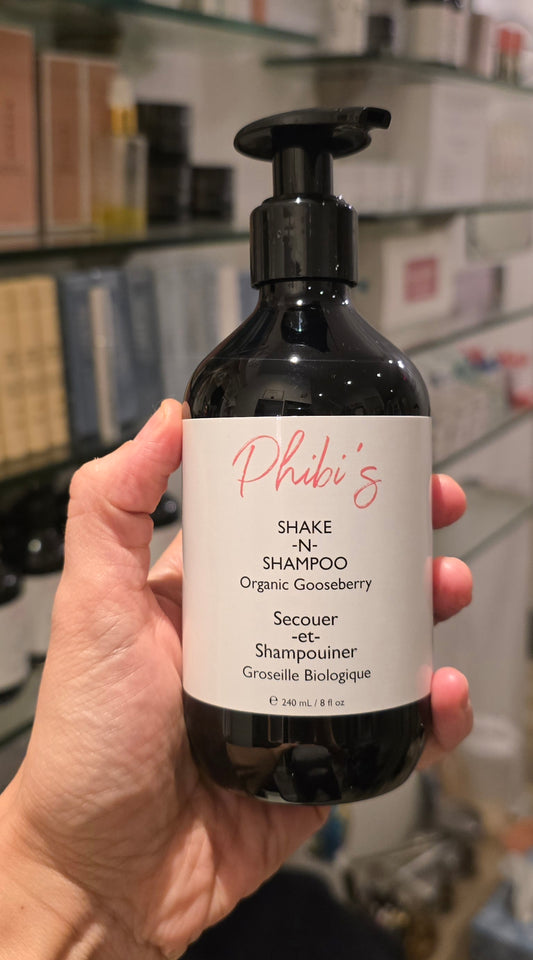 Phibi's
SHAKE
-N-
SHAMPOO
Organic Gooseberry
Secouer
-et-
Shampouiner
Groseille Biologique
℮ 240 mL / 8 fl oz